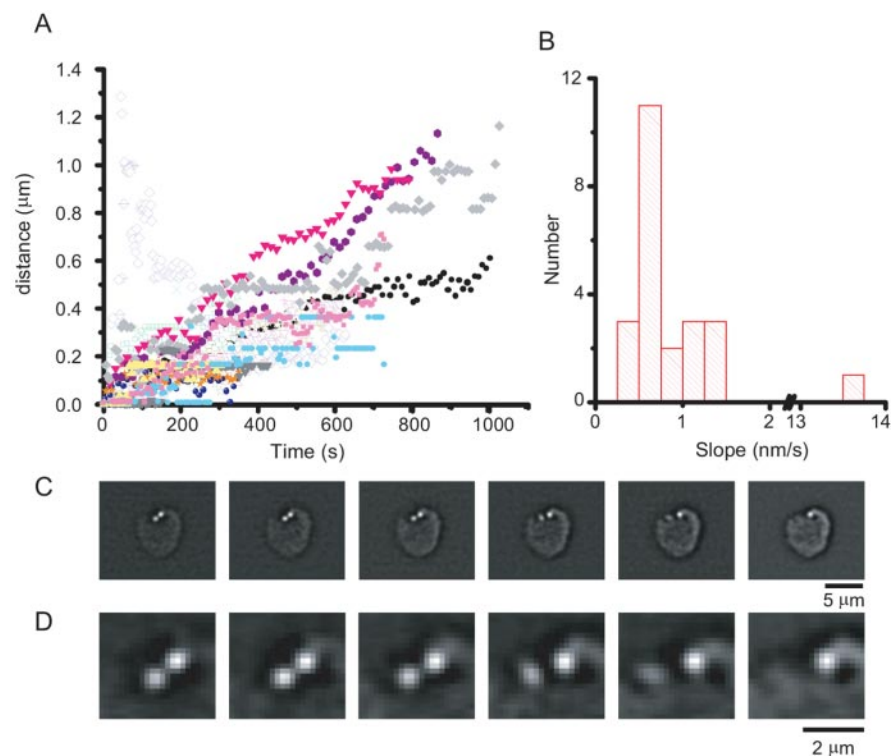 A
B
1.4
1.2
1.0
0.8
0.6
0.4
0.2
0.0
distance (μm)
0 200 400 600 800 1000
Time (s)
12
8
4
0
Number
0 1 2 13 14
Slope (nm/s)
C
5 μm
D
2 μm